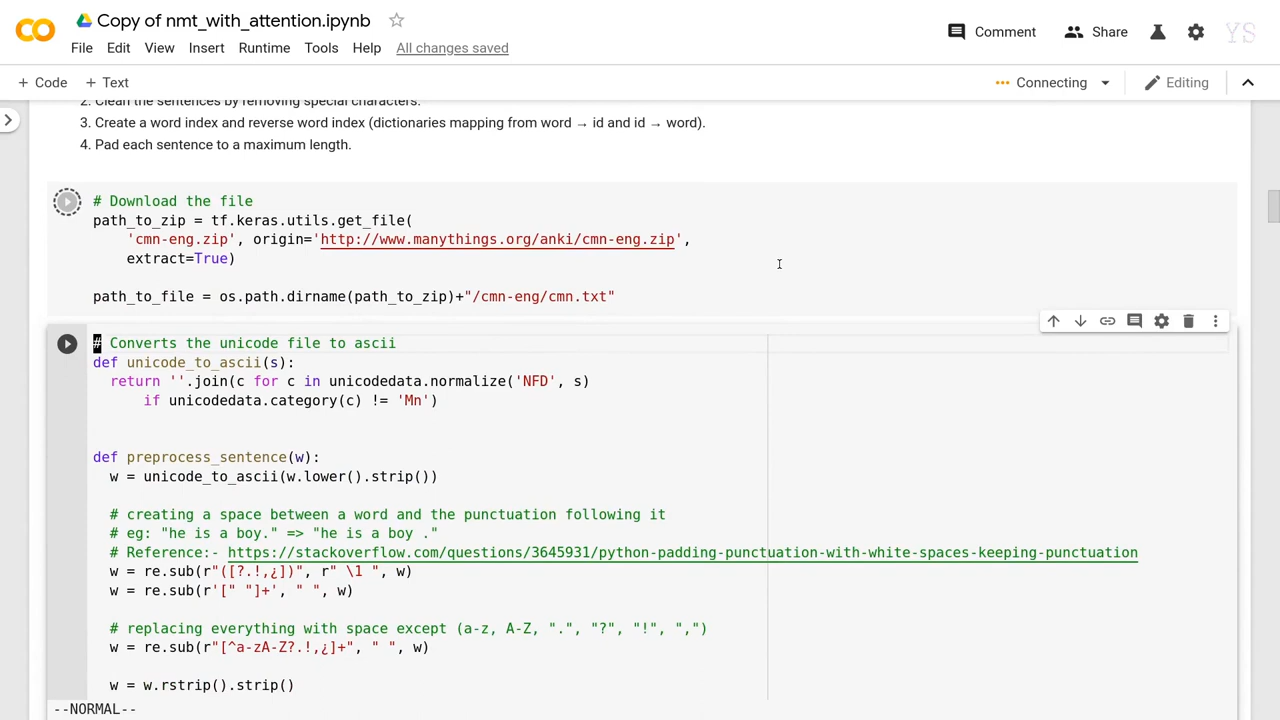 Copy of nmt_with_attention.ipynb
File Edit View Insert Runtime Tools Help All changes saved
Comment Share YS
+ Code + Text
Connecting Editing
2. Clean the sentences by removing special characters.
3. Create a word index and reverse word index (dictionaries mapping from word → id and id → word).
4. Pad each sentence to a maximum length.
# Download the file
path_to_zip = tf.keras.utils.get_file(
    'cmn-eng.zip', origin='http://www.manythings.org/anki/cmn-eng.zip',
    extract=True)
path_to_file = os.path.dirname(path_to_zip)+"/cmn-eng/cmn.txt"
# Converts the unicode file to ascii
def unicode_to_ascii(s):
  return ''.join(c for c in unicodedata.normalize('NFD', s)
      if unicodedata.category(c) != 'Mn')
def preprocess_sentence(w):
  w = unicode_to_ascii(w.lower().strip())
  # creating a space between a word and the punctuation following it
  # eg: "he is a boy." => "he is a boy ."
  # Reference:- https://stackoverflow.com/questions/3645931/python-padding-punctuation-with-white-spaces-keeping-punctuation
  w = re.sub(r"([?.!,¿])", r" \1 ", w)
  w = re.sub(r'[" "]+', " ", w)
  # replacing everything with space except (a-z, A-Z, ".", "?", "!", ",")
  w = re.sub(r"[^a-zA-Z?.!,¿]+", " ", w)
  w = w.rstrip().strip()
--NORMAL--